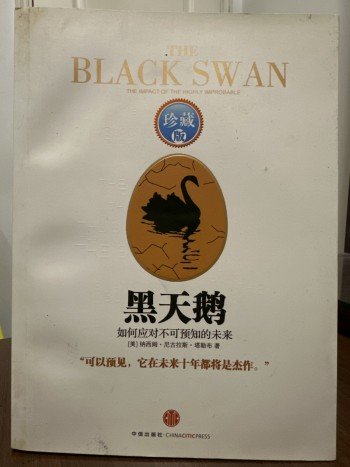 THE
BLACK SWAN
THE IMPACT OF THE HIGHLY IMPROBABLE
珍藏
版
黑天鹅
如何应对不可预知的未来
[美] 纳西姆·尼古拉斯·塔勒布 著
“可以预见，它在未来十年都将是杰作。”
中信出版社·CHINACITICPRESS